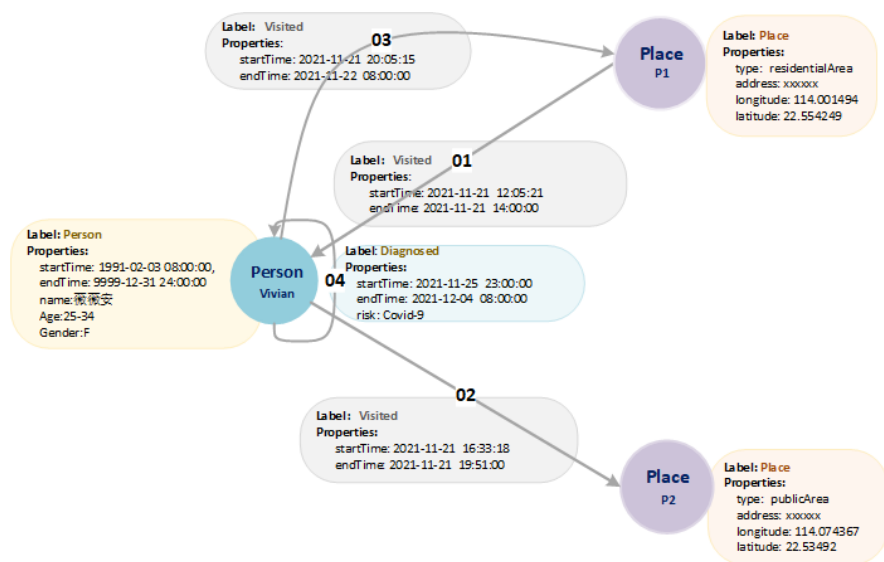 Label: Visited
Properties:
startTime: 2021-11-21 20:05:15
endTime: 2021-11-22 08:00:00
03
Place
P1
Label: Place
Properties:
type: residentialArea
address: xxxxxx
longitude: 114.001494
latitude: 22.554249
Label: Visited
Properties:
startTime: 2021-11-21 12:05:21
endTime: 2021-11-21 14:00:00
01
Label: Person
Properties:
startTime: 1991-02-03 08:00:00,
endTime: 9999-12-31 24:00:00
name:薇薇安
Age:25-34
Gender:F
Person
Vivian
04
Label: Diagnosed
Properties:
startTime: 2021-11-25 23:00:00
endTime: 2021-12-04 08:00:00
risk: Covid-9
02
Label: Visited
Properties:
startTime: 2021-11-21 16:33:18
endTime: 2021-11-21 19:51:00
Place
P2
Label: Place
Properties:
type: publicArea
address: xxxxxx
longitude: 114.074367
latitude: 22.53492